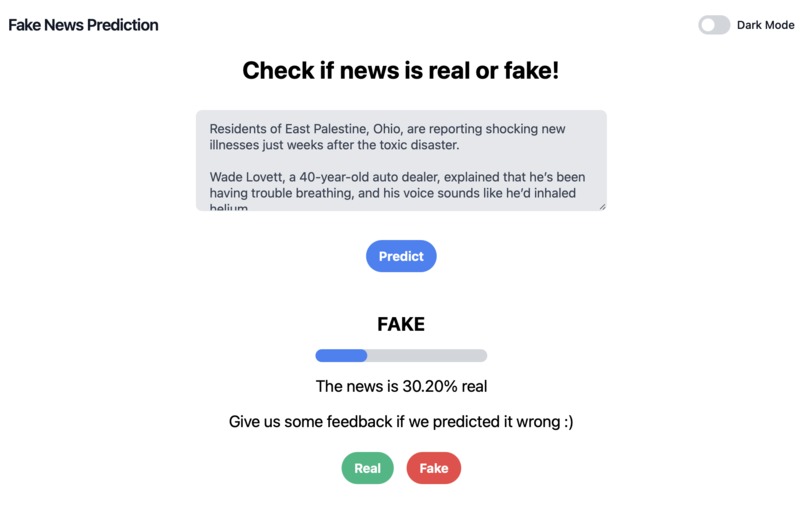 Fake News Prediction
Dark Mode
Check if news is real or fake!
Residents of East Palestine, Ohio, are reporting shocking new
illnesses just weeks after the toxic disaster.
Wade Lovett, a 40-year-old auto dealer, explained that he's been
having trouble breathing, and his voice sounds like he'd inhaled
helium
Predict
FAKE
The news is 30.20% real
Give us some feedback if we predicted it wrong :)
Real
Fake